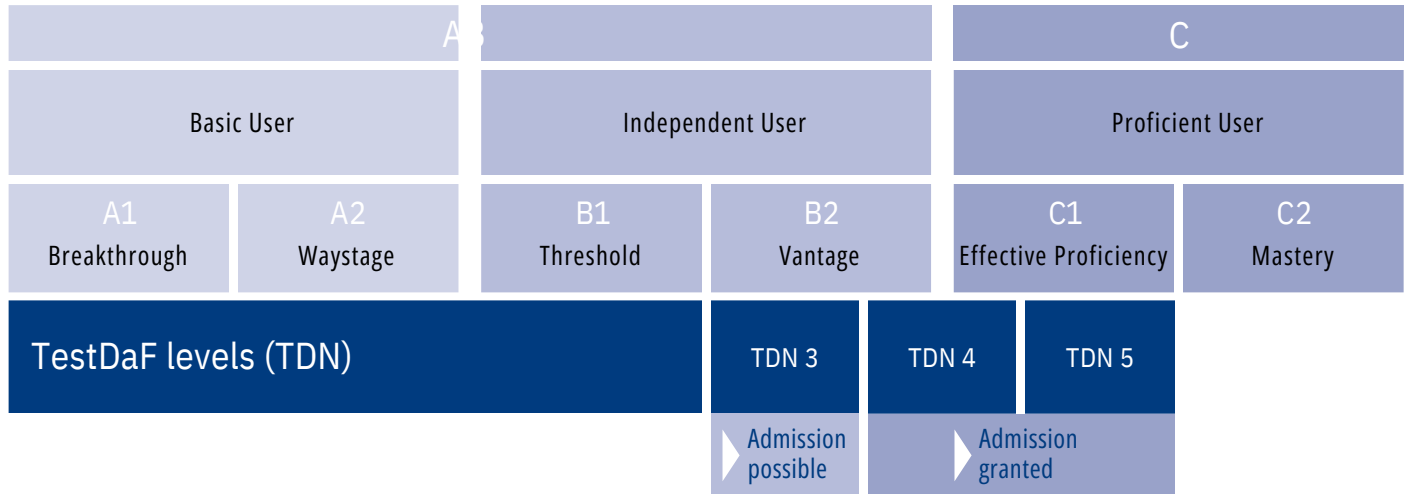 A B C
Basic User Independent User Proficient User
A1 A2 B1 B2 C1 C2
Breakthrough Waystage Threshold Vantage Effective Proficiency Mastery
TestDaF levels (TDN) TDN 3 TDN 4 TDN 5
Admission Admission
possible granted